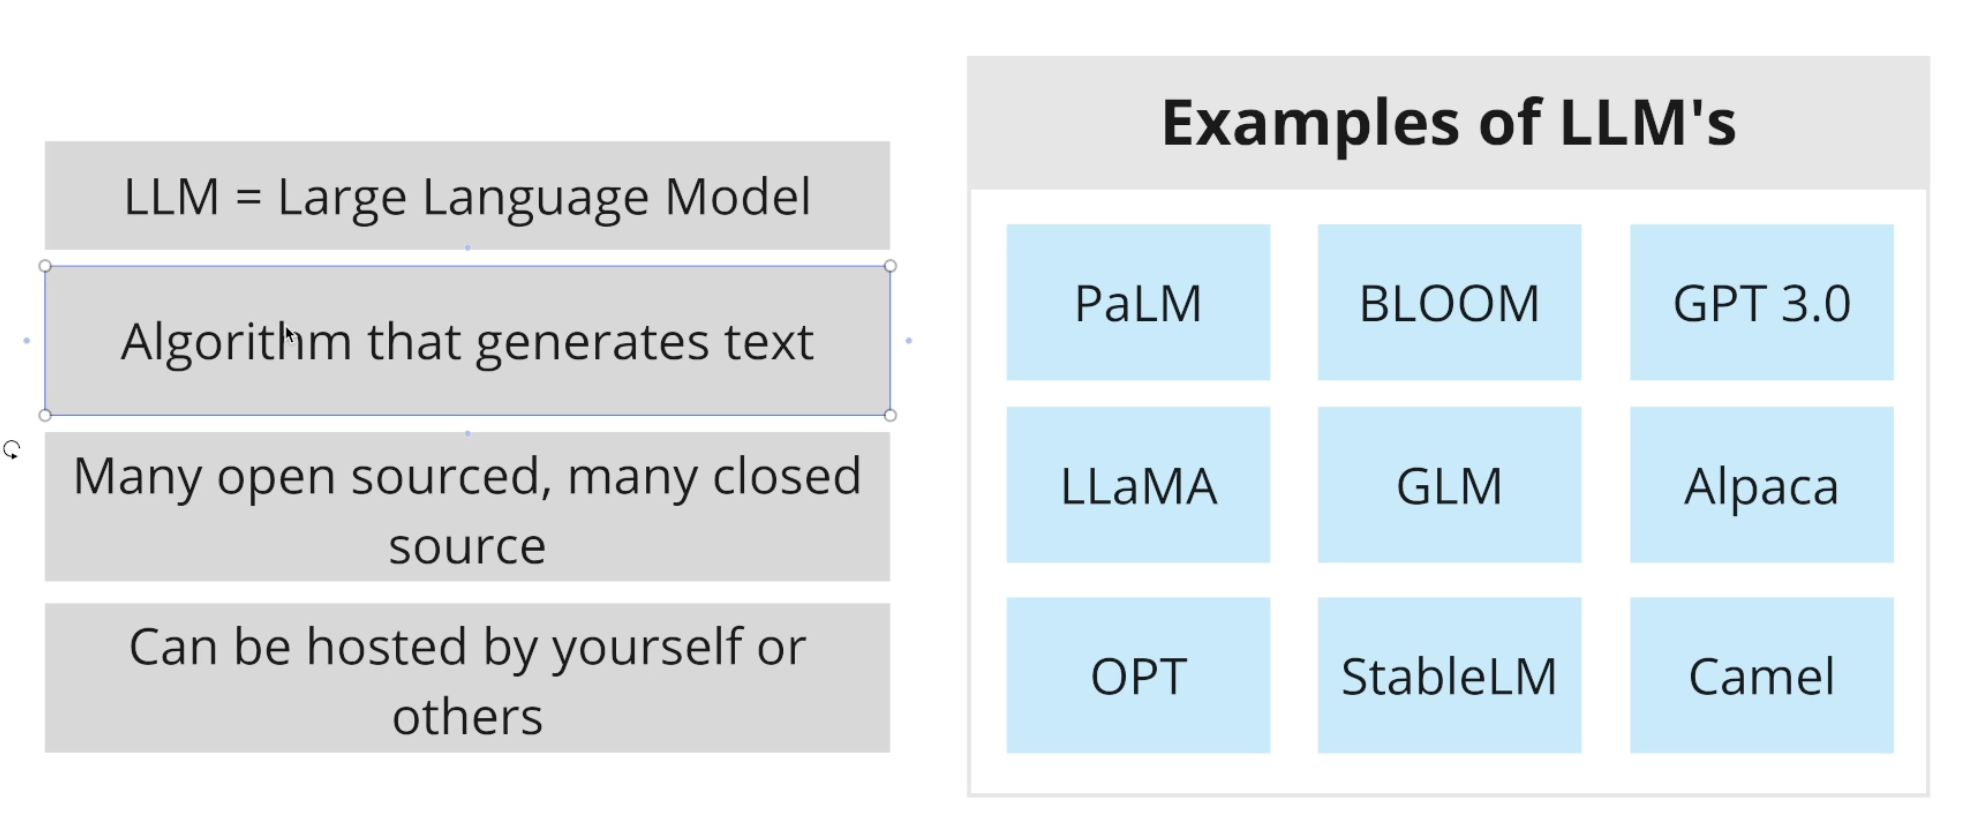 LLM = Large Language Model
Algorithm that generates text
Many open sourced, many closed
source
Can be hosted by yourself or
others
Examples of LLM's
PaLM
BLOOM
GPT 3.0
LLaMA
GLM
Alpaca
OPT
StableLM
Camel